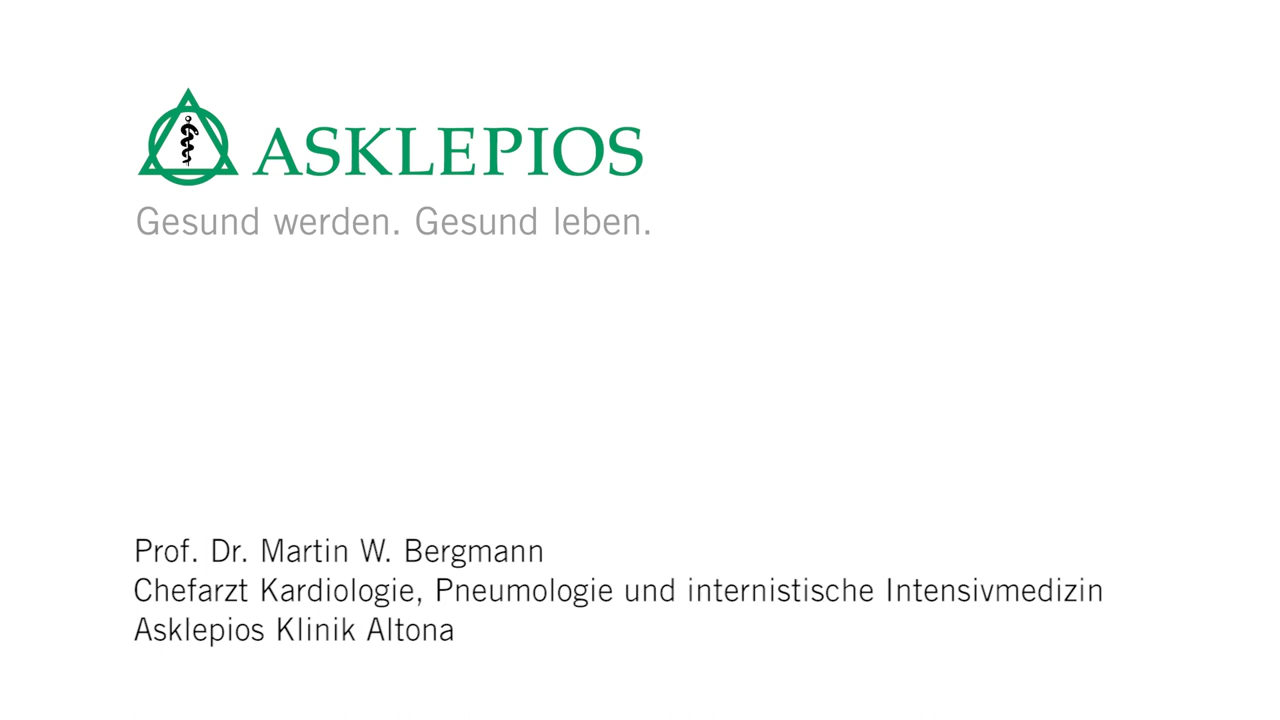 ASKLEPIOS
Gesund werden. Gesund leben.
Prof. Dr. Martin W. Bergmann
Chefarzt Kardiologie, Pneumologie und internistische Intensivmedizin
Asklepios Klinik Altona